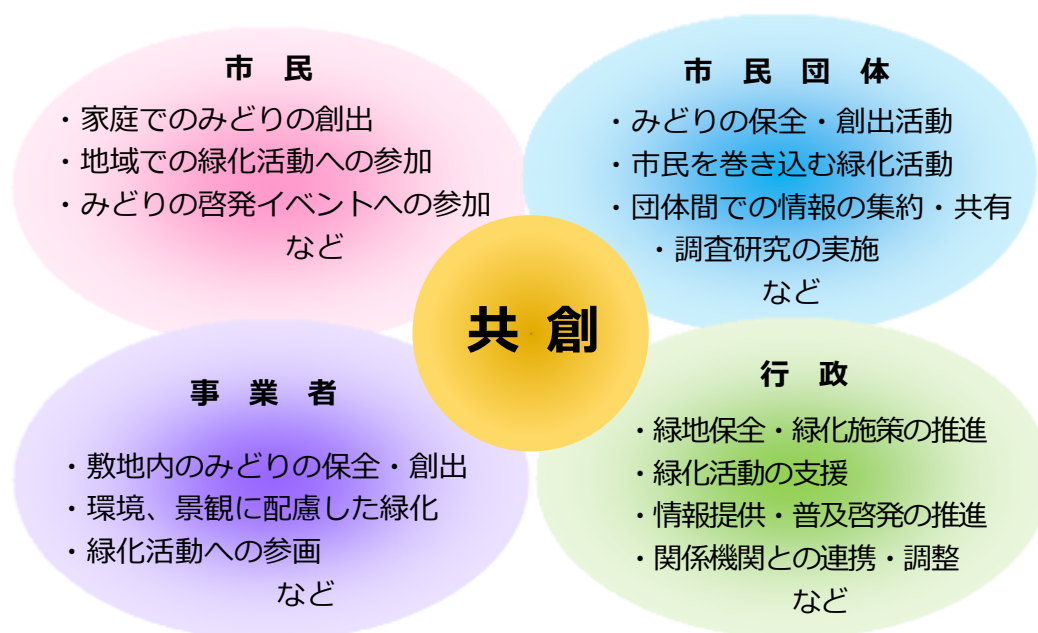 市 民
・家庭でのみどりの創出
・地域での緑化活動への参加
・みどりの啓発イベントへの参加
など
市 民 団 体
・みどりの保全・創出活動
・市民を巻き込む緑化活動
・団体間での情報の集約・共有
・調査研究の実施
など
共 創
事 業 者
・敷地内のみどりの保全・創出
・環境、景観に配慮した緑化
・緑化活動への参画
など
行 政
・緑地保全・緑化施策の推進
・緑化活動の支援
・情報提供・普及啓発の推進
・関係機関との連携・調整
など